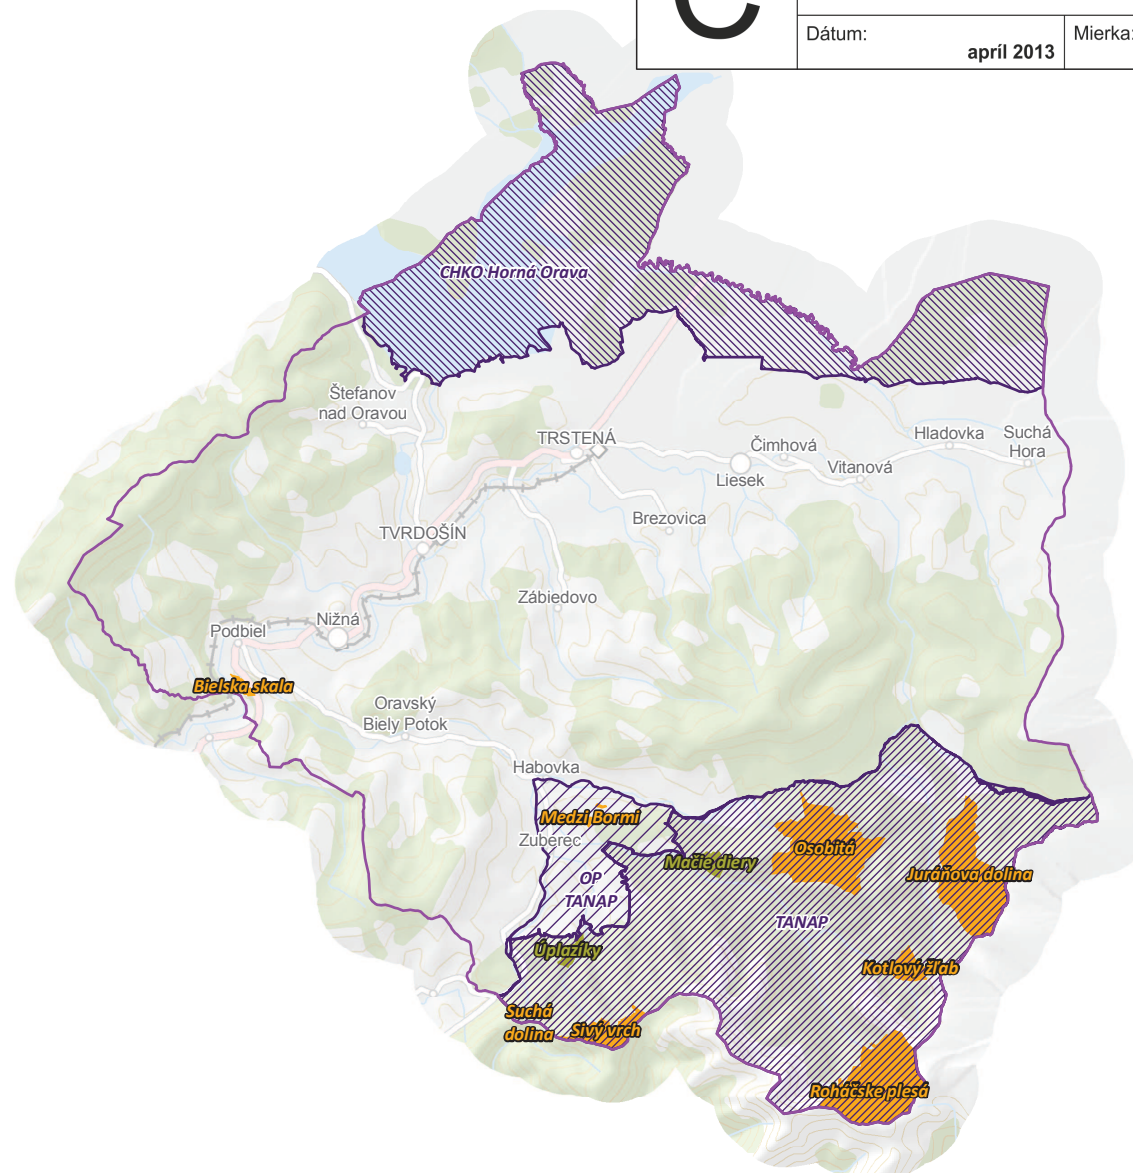 C
Dátum:
apríl 2013
Mierka:
CHKO Horná Orava
Štefanov
nad Oravou
TRSTENÁ
Čimhová
Hladovka
Suchá
Hora
Liesek
Vitanová
Brezovica
TVRDOŠÍN
Zábiedovo
Nižná
Podbiel
Bielska skala
Oravský
Biely Potok
Habovka
Medzi Bormi
Zuberec
Mačie diery
Osobitá
Juráňova dolina
OP
TANAP
TANAP
Úplazíky
Kotlový žľab
Suchá
dolina
Sivý vrch
Roháčske plesá